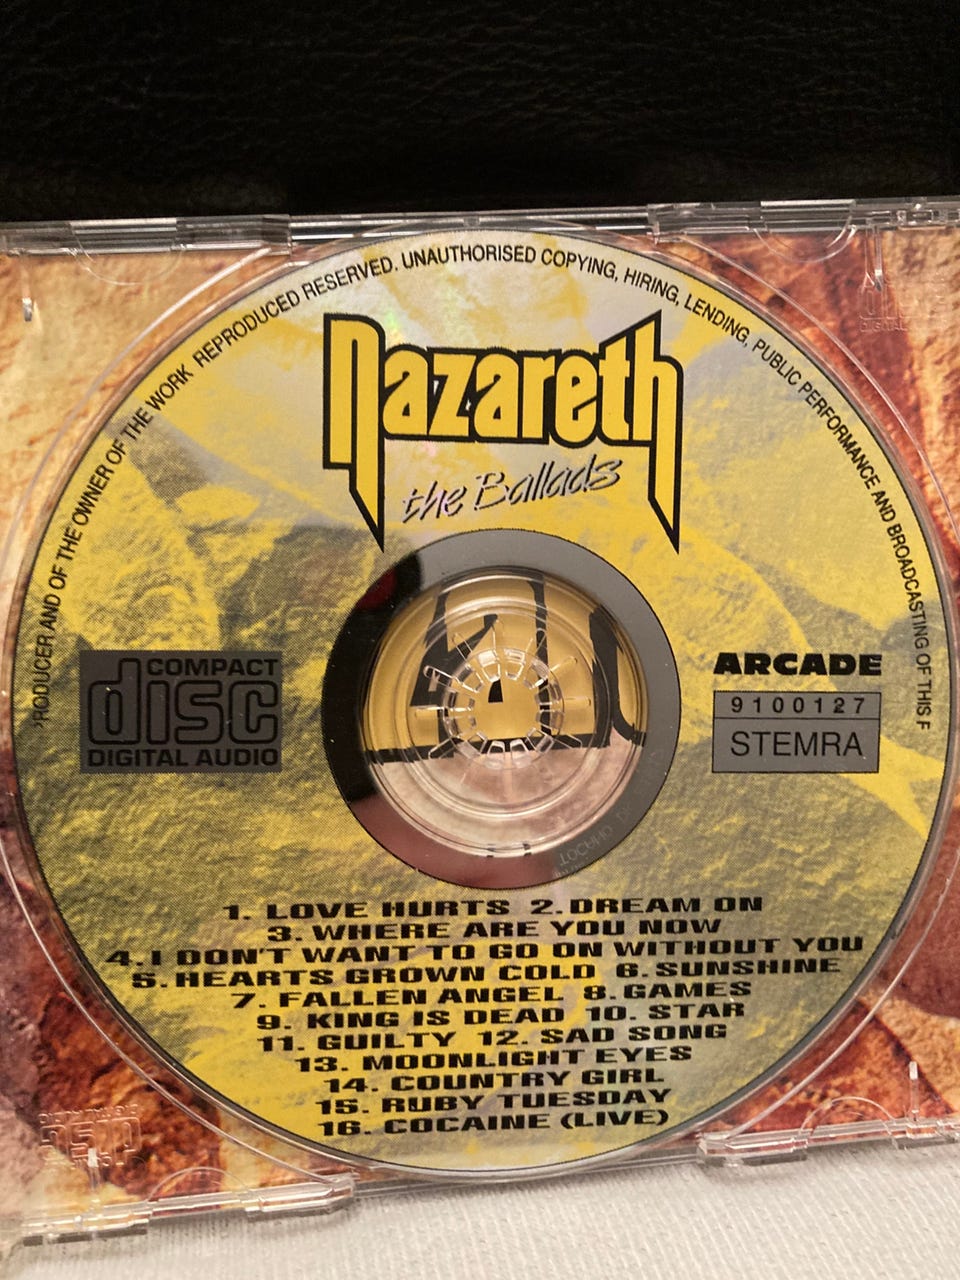 RODUCER AND OF THE OWNER OF THE WORK REPRODUCED RESERVED. UNAUTHORISED COPYING, HIRING, LENDING, PUBLIC PERFORMANCE AND BROADCASTING OF THIS
Nazareth
the Ballads
COMPACT
disc
DIGITAL AUDIO
ARCADE
9100127
STEMRA
1. LOVE HURTS 2. DREAM ON
3. WHERE ARE YOU NOW
4. I DON'T WANT TO GO ON WITHOUT YOU
5. HEARTS GROWN COLD 6. SUNSHINE
7. FALLEN ANGEL 8. GAMES
9. KING IS DEAD 10. STAR
11. GUILTY 12. SAD SONG
13. MOONLIGHT EYES
14. COUNTRY GIRL
15. RUBY TUESDAY
16. COCAINE (LIVE)